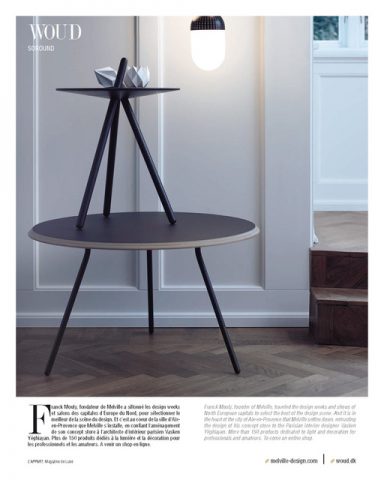 WOUD
SOROUND
Franck Mouly, fondateur de Melville a sillonné les design weeks
et salons des capitales d'Europe du Nord, pour sélectionner le
meilleur de la scène du design. Et c'est au coeur de la ville d'Aix-
en-Provence que Melville s'installe, en confiant l'aménagement
de son concept store à l'architecte d'intérieur parisien Vasken
Yéghiayan. Plus de 150 produits dédiés à la lumière et la décoration pour
les professionnels et les amateurs. A venir un shop en ligne.
Franck Mouly, founder of Melville, traveled the design weeks and shows of
North European capitals to select the best of the design scene. And it is in
the heart of the city of Aix-en-Provence that Melville settles down, entrusting
the design of his concept store to the Parisian interior designer Vasken
Yéghiayan. More than 150 products dedicated to light and decoration for
professionals and amateurs. To come an online shop.
L'APPART, Magazine de Luxe
melville-design.com
woud.dk